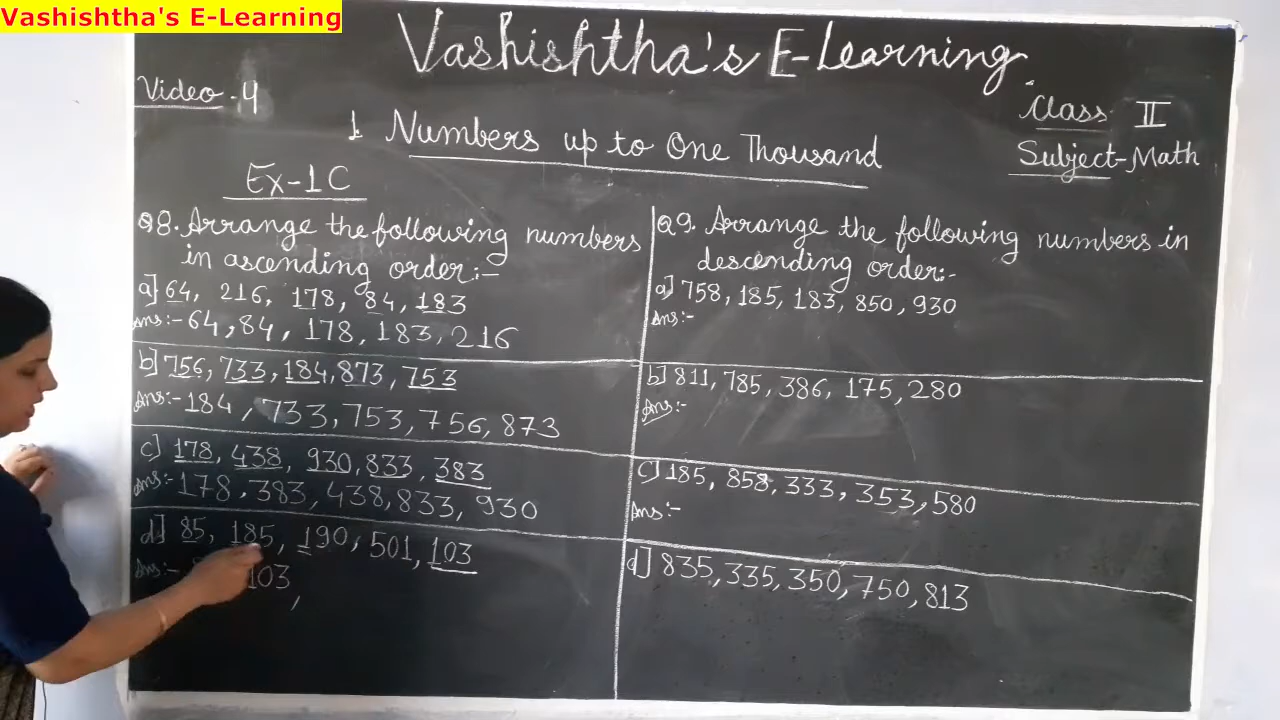 Vashishtha's E-Learning
Vashishtha's E-Learning
Video - 4
Class II
1. Numbers up to One Thousand
Subject - Math
Ex-1C
Q8. Arrange the following numbers
in ascending order:-
a] 64, 216, 178, 84, 183
Ans:- 64, 84, 178, 183, 216
b] 756, 733, 184, 873, 753
Ans:- 184, 733, 753, 756, 873
c] 178, 438, 930, 833, 383
Ans:- 178, 383, 438, 833, 930
d] 85, 185, 190, 501, 103
Ans:- 103,
Q9. Arrange the following numbers in
descending order:-
a] 758, 185, 183, 850, 930
Ans:-
b] 811, 785, 386, 175, 280
Ans:-
c] 185, 858, 333, 353, 580
Ans:-
d] 835, 335, 350, 750, 813